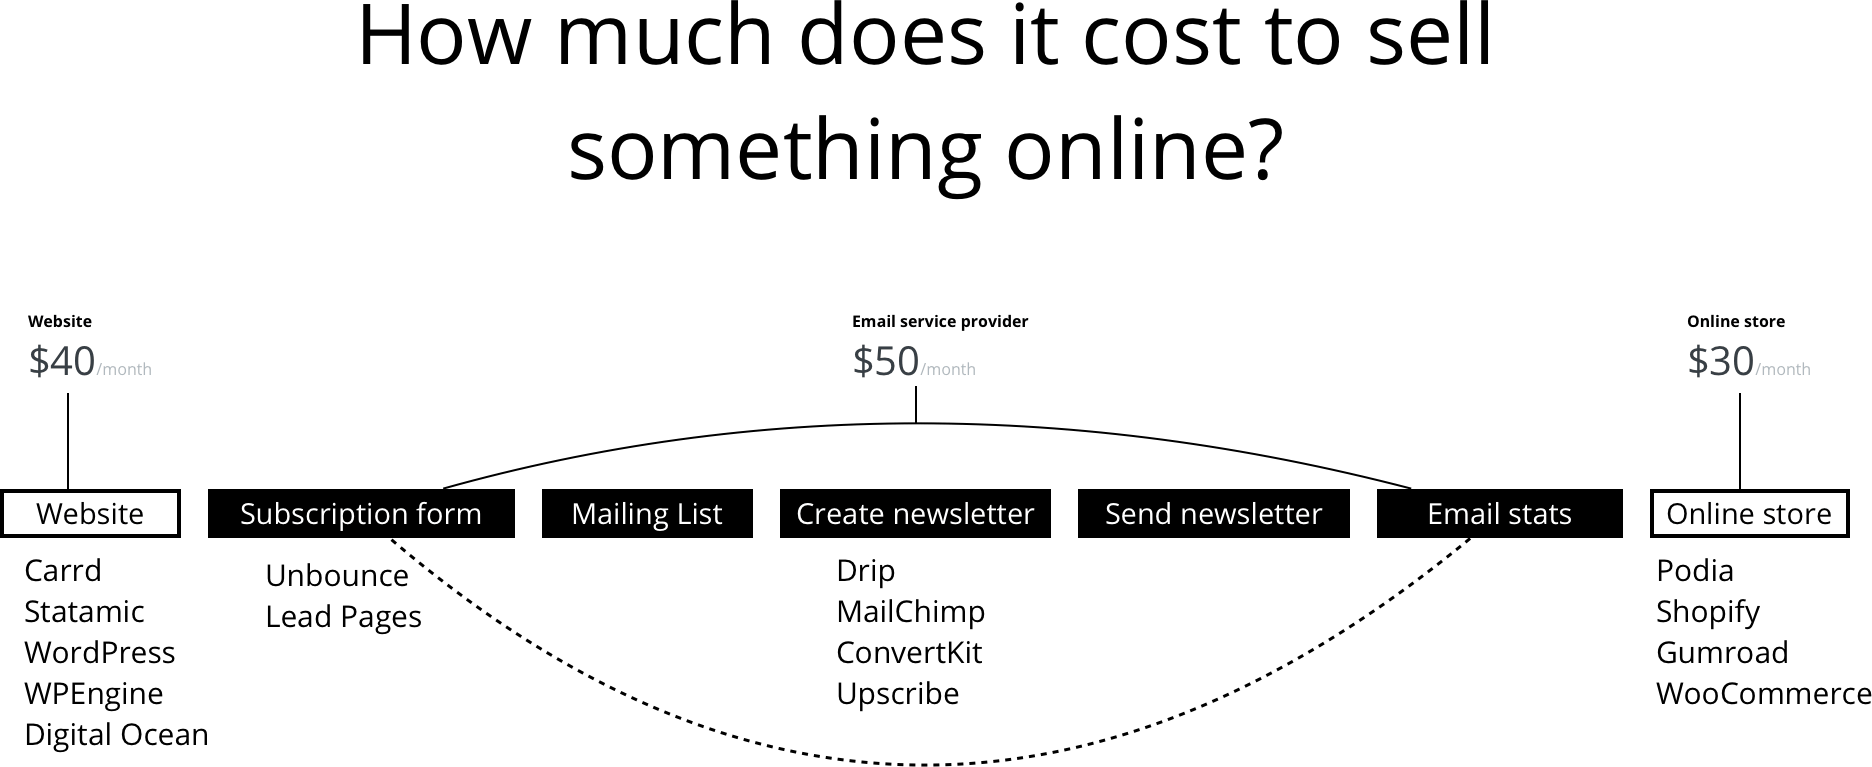 How much does it cost to sell
something online?
Website
$40/month
Email service provider
$50/month
Online store
$30/month
Website
Subscription form
Mailing List
Create newsletter
Send newsletter
Email stats
Online store
Carrd
Statamic
WordPress
WPEngine
Digital Ocean
Unbounce
Lead Pages
Drip
MailChimp
ConvertKit
Upscribe
Podia
Shopify
Gumroad
WooCommerce